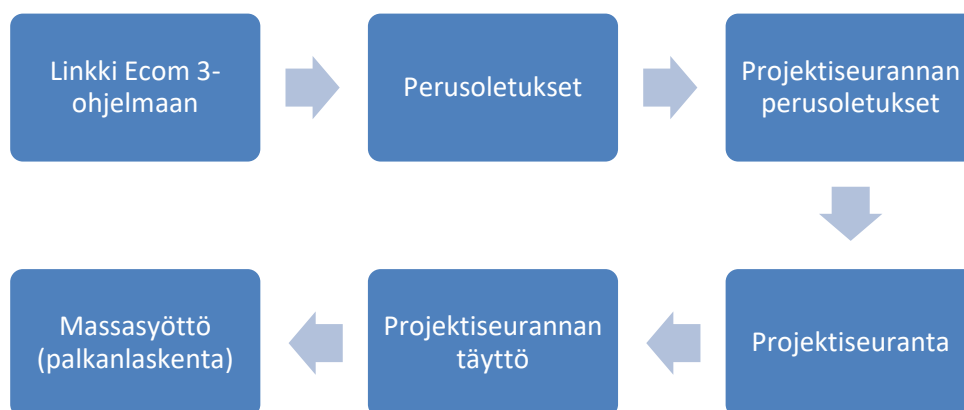 Linkki Ecom 3-
ohjelmaan
Perusoletukset
Projektiseurannan
perusoletukset
Projektiseuranta
Projektiseurannan
täyttö
Massasyöttö
(palkanlaskenta)